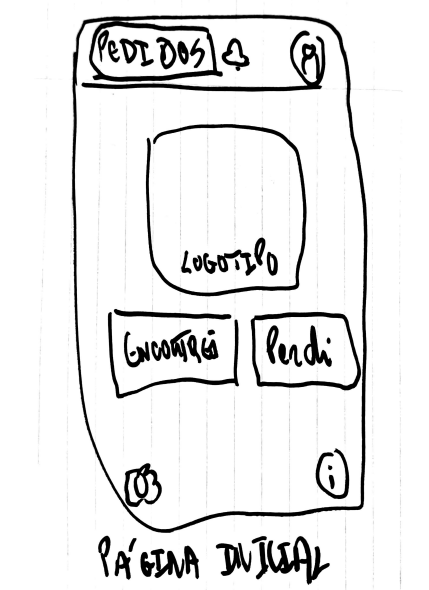 PEDIDOS
LOGOTIPO
ENCONTREI
Perdi
i
PÁGINA INICIAL